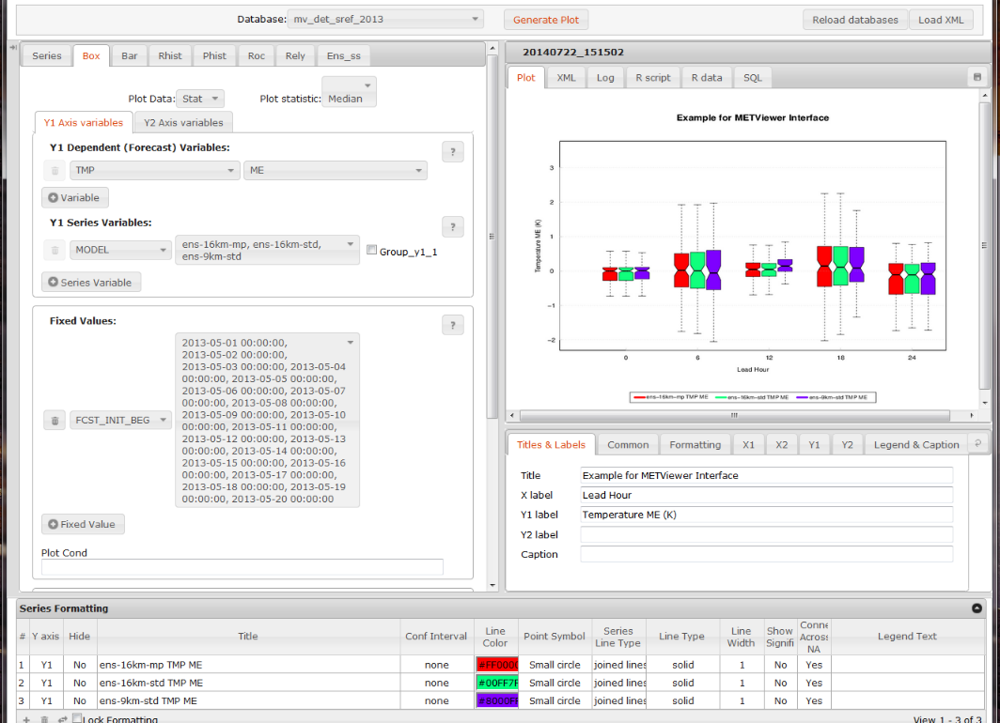 Database: mv_det_sref_2013 Generate Plot Reload databases Load XML
Series Box Bar Rhist Phist Roc Rely Ens_ss
Plot Data: Stat Plot statistic: Median
Y1 Axis variables Y2 Axis variables
Y1 Dependent (Forecast) Variables: ?
TMP ME
Variable
Y1 Series Variables: ?
MODEL ens-16km-mp, ens-16km-std,
ens-9km-std Group_y1_1
Series Variable
Fixed Values: ?
FCST_INIT_BEG
2013-05-01 00:00:00,
2013-05-02 00:00:00,
2013-05-03 00:00:00, 2013-05-04
00:00:00, 2013-05-05 00:00:00,
2013-05-06 00:00:00, 2013-05-07
00:00:00, 2013-05-08 00:00:00,
2013-05-09 00:00:00, 2013-05-10
00:00:00, 2013-05-11 00:00:00,
2013-05-12 00:00:00, 2013-05-13
00:00:00, 2013-05-14 00:00:00,
2013-05-15 00:00:00, 2013-05-16
00:00:00, 2013-05-17 00:00:00,
2013-05-18 00:00:00, 2013-05-19
00:00:00, 2013-05-20 00:00:00
Fixed Value
Plot Cond
20140722_151502
Plot XML Log R script R data SQL
Example for METViewer Interface
Temperature ME (K)
3
2
1
0
-1
-2
0 6 12 18 24
Lead Hour
ens-16km-mp TMP ME ens-16km-std TMP ME ens-9km-std TMP ME
Titles & Labels Common Formatting X1 X2 Y1 Y2 Legend & Caption
Title Example for METViewer Interface
X label Lead Hour
Y1 label Temperature ME (K)
Y2 label
Caption
Series Formatting
# Y axis Hide Title Conf Interval Line Color Point Symbol Series Line Type Line Type Line Width Show Signifi Conne Across NA Legend Text
1 Y1 No ens-16km-mp TMP ME none #FF000 Small circle joined lines solid 1 No Yes
2 Y1 No ens-16km-std TMP ME none #00FF7F Small circle joined lines solid 1 No Yes
3 Y1 No ens-9km-std TMP ME none #8000FF Small circle joined lines solid 1 No Yes
Lock Formatting View 1 - 3 of 3